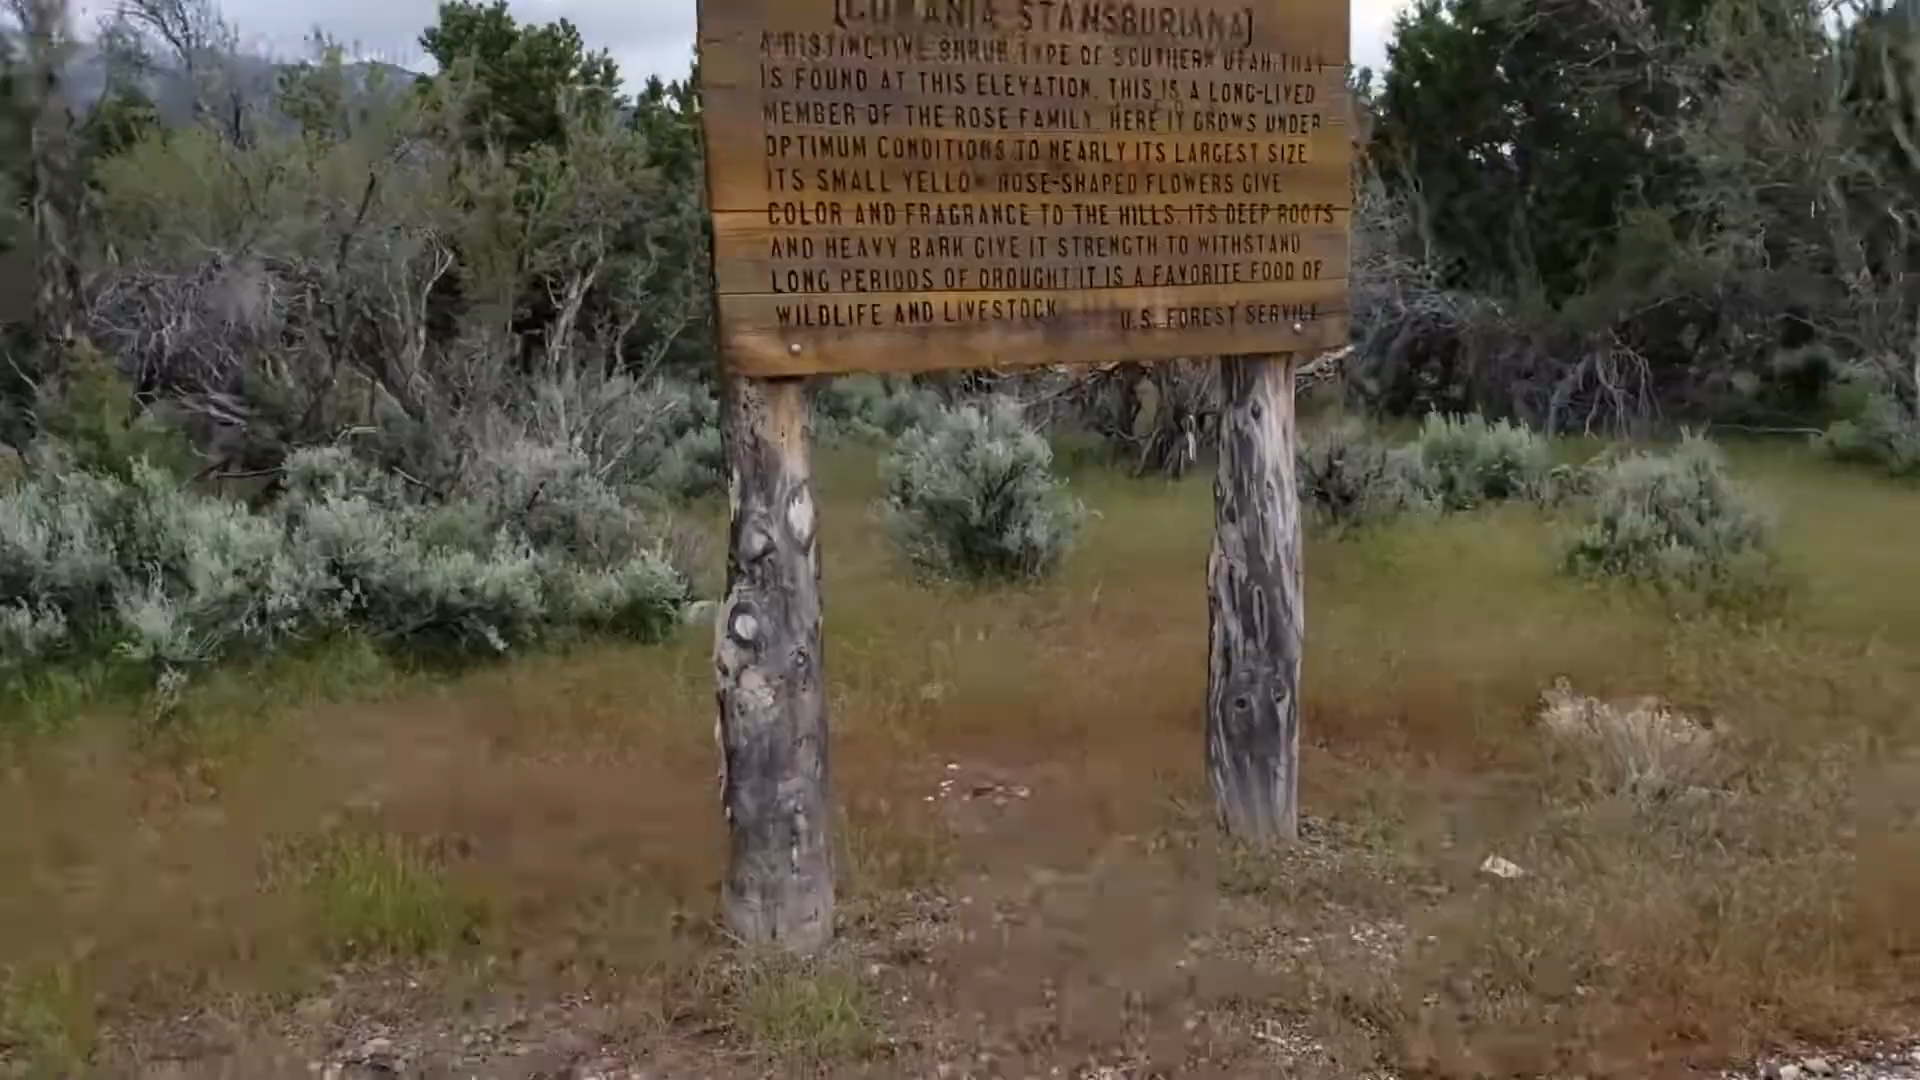 [COWANIA STANSBURIANA]
A DISTINCTIVE SHRUB TYPE OF SOUTHERN UTAH THAT
IS FOUND AT THIS ELEVATION. THIS IS A LONG-LIVED
MEMBER OF THE ROSE FAMILY. HERE IT GROWS UNDER
OPTIMUM CONDITIONS TO NEARLY ITS LARGEST SIZE
ITS SMALL YELLOW ROSE-SHAPED FLOWERS GIVE
COLOR AND FRAGRANCE TO THE HILLS. ITS DEEP ROOTS
AND HEAVY BARK GIVE IT STRENGTH TO WITHSTAND
LONG PERIODS OF DROUGHT. IT IS A FAVORITE FOOD OF
WILDLIFE AND LIVESTOCK
U.S. FOREST SERVICE